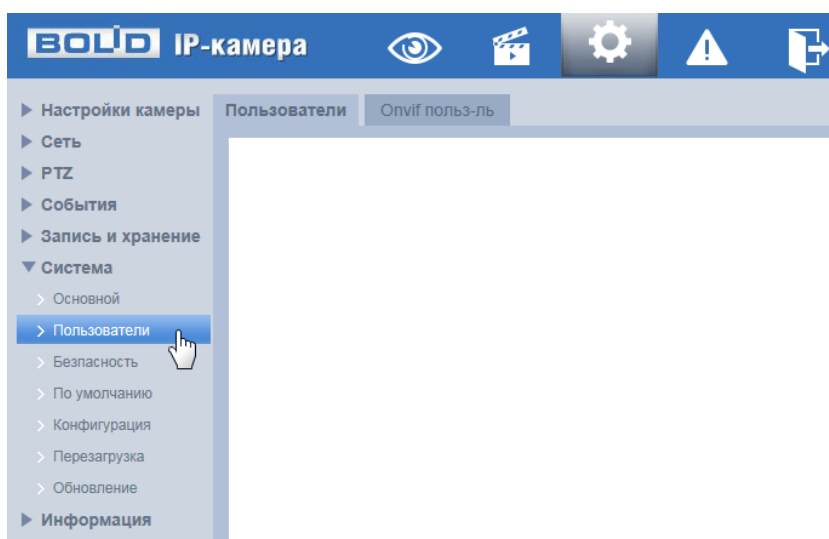 BOLID IP-камера
Настройки камеры
Сеть
PTZ
События
Запись и хранение
Система
Основной
Пользователи
Безпасность
По умолчанию
Конфигурация
Перезагрузка
Обновление
Информация
Пользователи
Onvif польз-ль